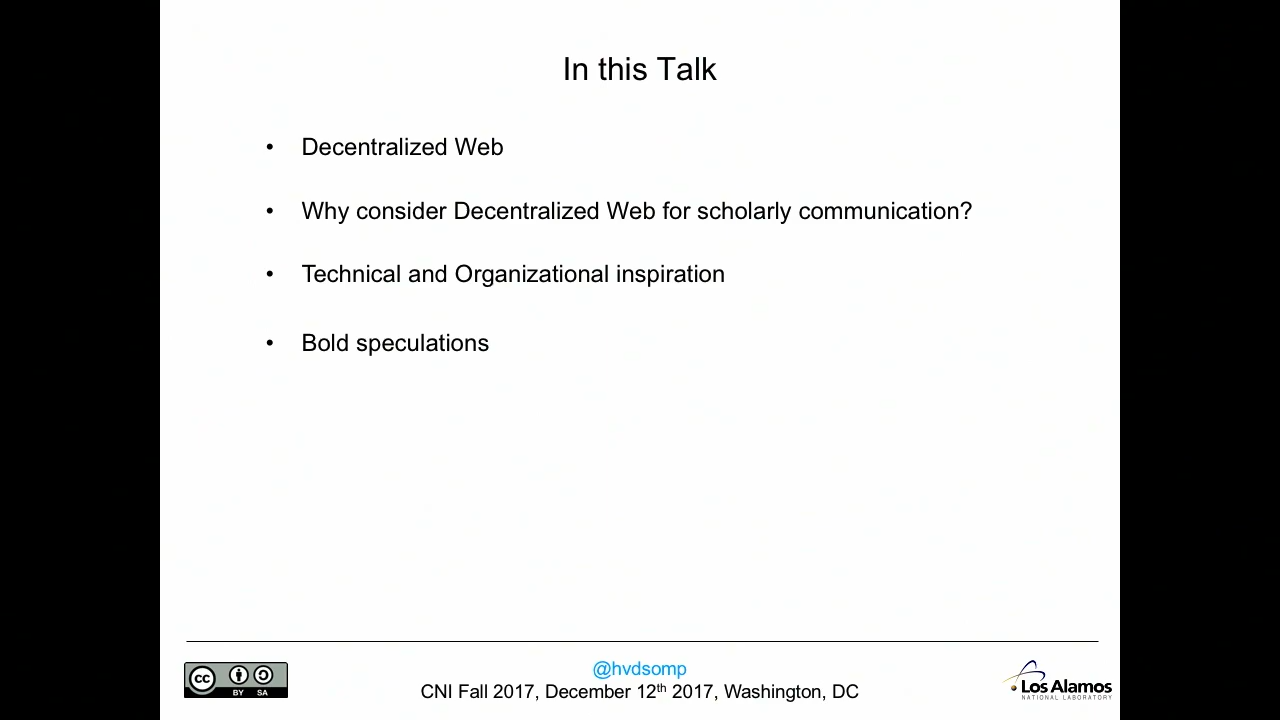 In this Talk
• Decentralized Web
• Why consider Decentralized Web for scholarly communication?
• Technical and Organizational inspiration
• Bold speculations
@hvdsomp
CNI Fall 2017, December 12th 2017, Washington, DC
cc
BY SA
Los Alamos
NATIONAL LABORATORY